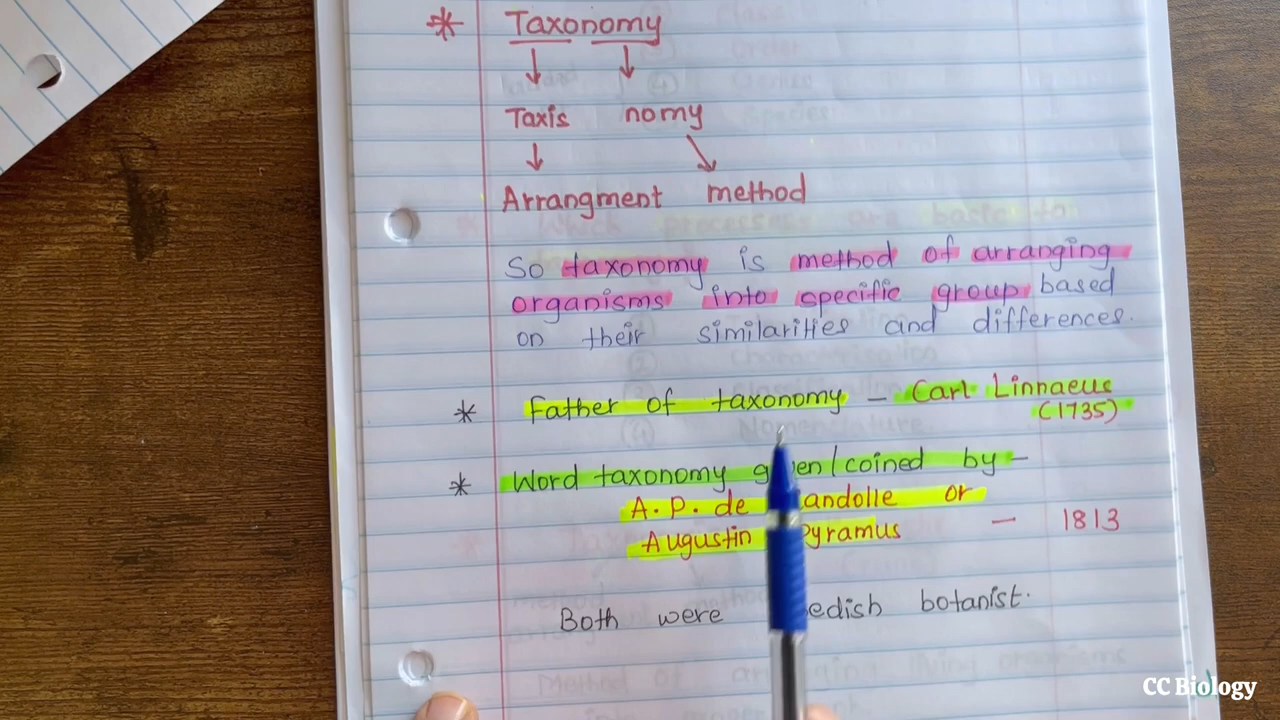 * Taxonomy
Taxis nomy
Arrangment method
So taxonomy is method of arranging
organisms into specific group based
on their similarities and differences.
* Father of taxonomy - Carl Linnaeus
(1735)
* Word taxonomy coined by -
A.P. de or
Augustin - 1813
Both were botanist.
CC Biology